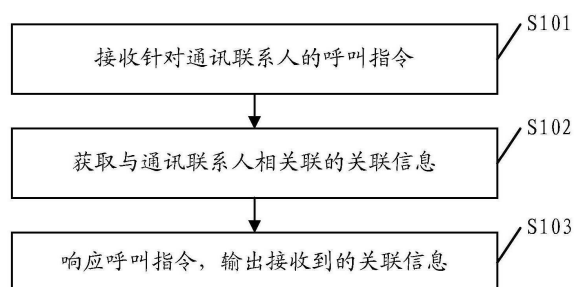 S101
接收针对通讯联系人的呼叫指令
S102
获取与通讯联系人相关联的关联信息
S103
响应呼叫指令，输出接收到的关联信息